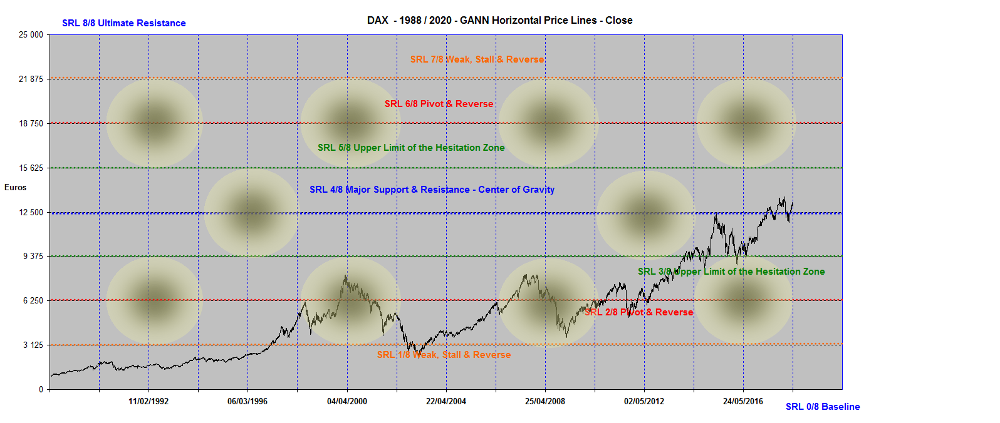 DAX - 1988 / 2020 - GANN Horizontal Price Lines - Close
SRL 8/8 Ultimate Resistance
25 000
SRL 7/8 Weak, Stall & Reverse
21 875
SRL 6/8 Pivot & Reverse
18 750
SRL 5/8 Upper Limit of the Hesitation Zone
15 625
Euros
SRL 4/8 Major Support & Resistance - Center of Gravity
12 500
9 375
SRL 3/8 Upper Limit of the Hesitation Zone
6 250
SRL 2/8 Pivot & Reverse
3 125
SRL 1/8 Weak, Stall & Reverse
0
11/02/1992 06/03/1996 04/04/2000 22/04/2004 25/04/2008 02/05/2012 24/05/2016
SRL 0/8 Baseline